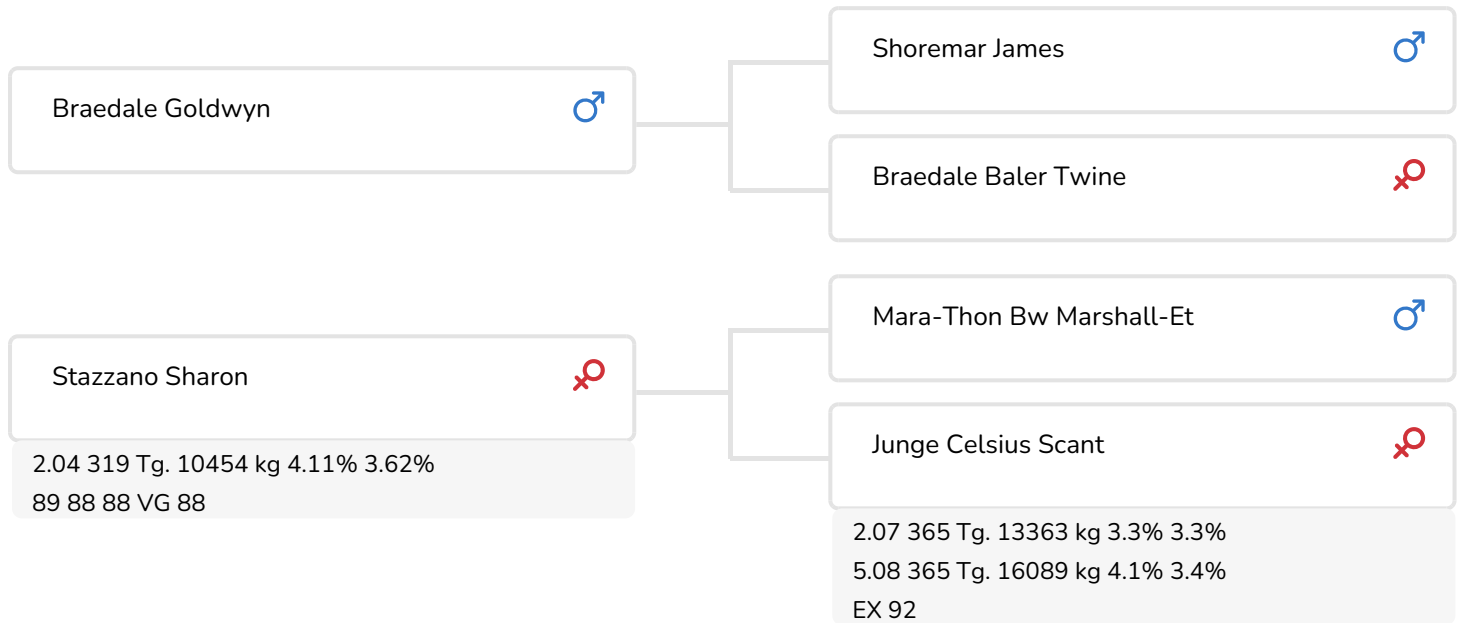 Shoremar James
Braedale Goldwyn
Braedale Baler Twine
Mara-Thon Bw Marshall-Et
Stazzano Sharon
2.04 319 Tg. 10454 kg 4.11% 3.62%
89 88 88 VG 88
Junge Celsius Scant
2.07 365 Tg. 13363 kg 3.3% 3.3%
5.08 365 Tg. 16089 kg 4.1% 3.4%
EX 92